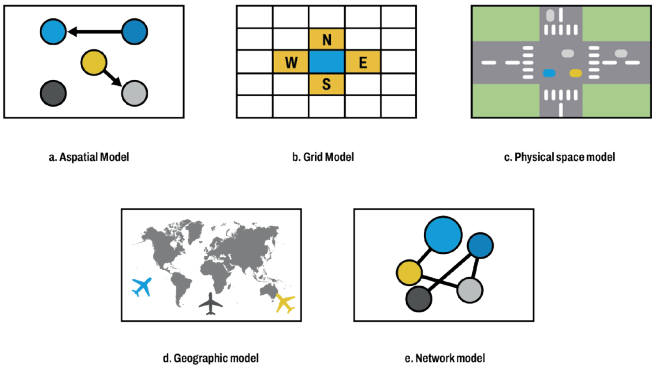 N
W E
S
a. Aspatial Model
b. Grid Model
c. Physical space model
d. Geographic model
e. Network model